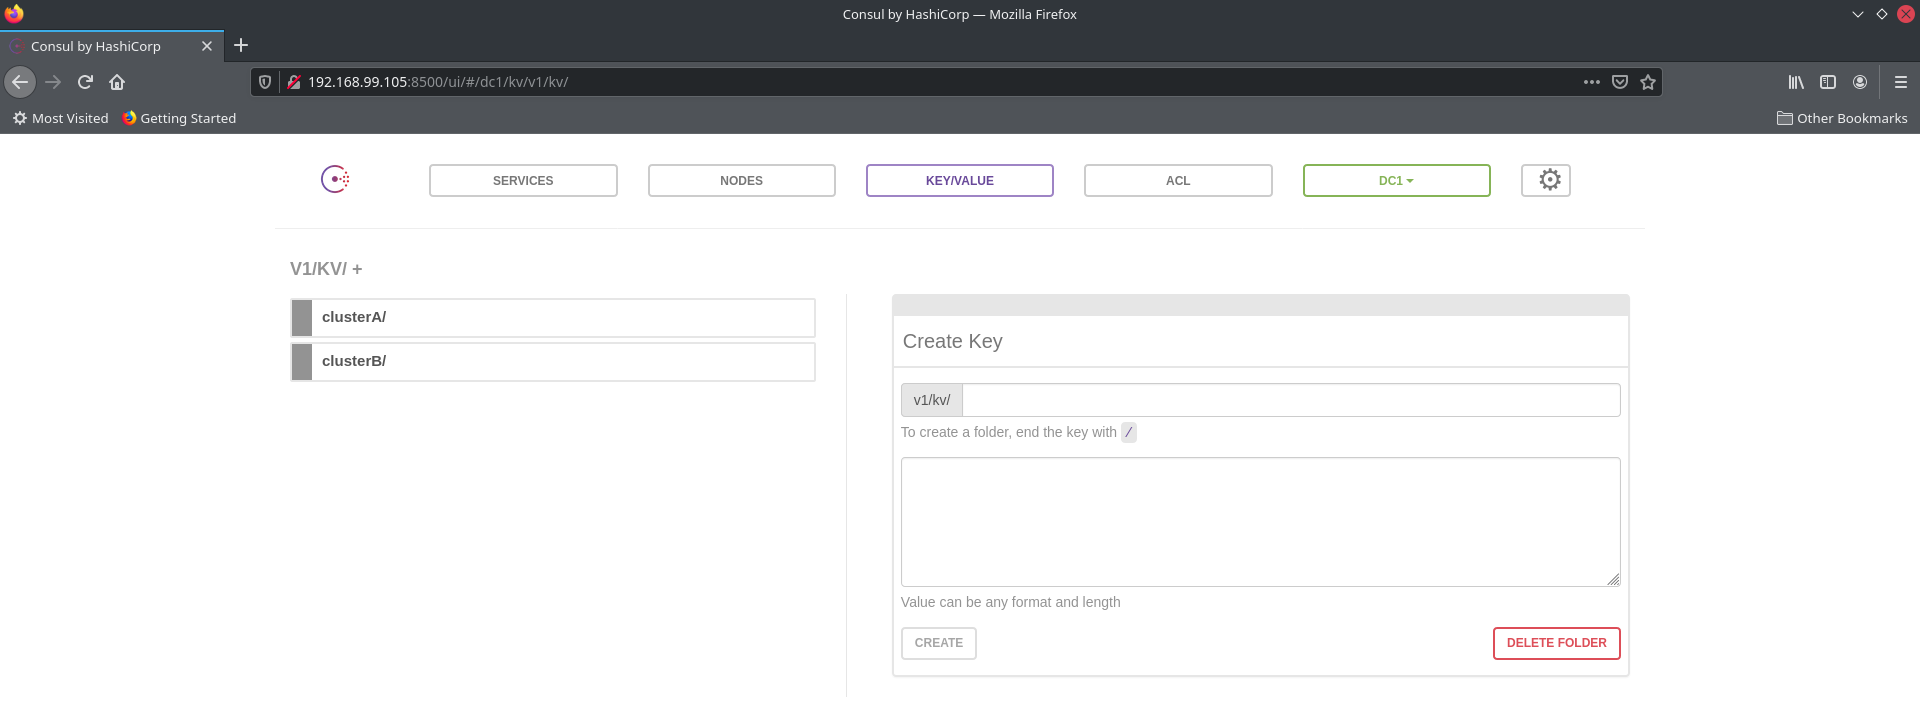 Consul by HashiCorp — Mozilla Firefox
Consul by HashiCorp
192.168.99.105:8500/ui/#/dc1/kv/v1/kv/
Most Visited Getting Started Other Bookmarks
SERVICES NODES KEY/VALUE ACL DC1
V1/KV/ +
clusterA/
clusterB/
Create Key
v1/kv/
To create a folder, end the key with /
Value can be any format and length
CREATE DELETE FOLDER